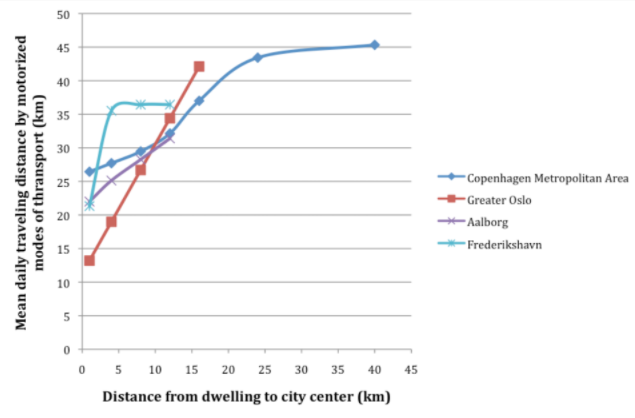 50
45
40
35
30
25
20
15
10
5
0
Mean daily traveling distance by motorized
modes of thransport (km)
0 5 10 15 20 25 30 35 40 45
Distance from dwelling to city center (km)
Copenhagen Metropolitan Area
Greater Oslo
Aalborg
Frederikshavn